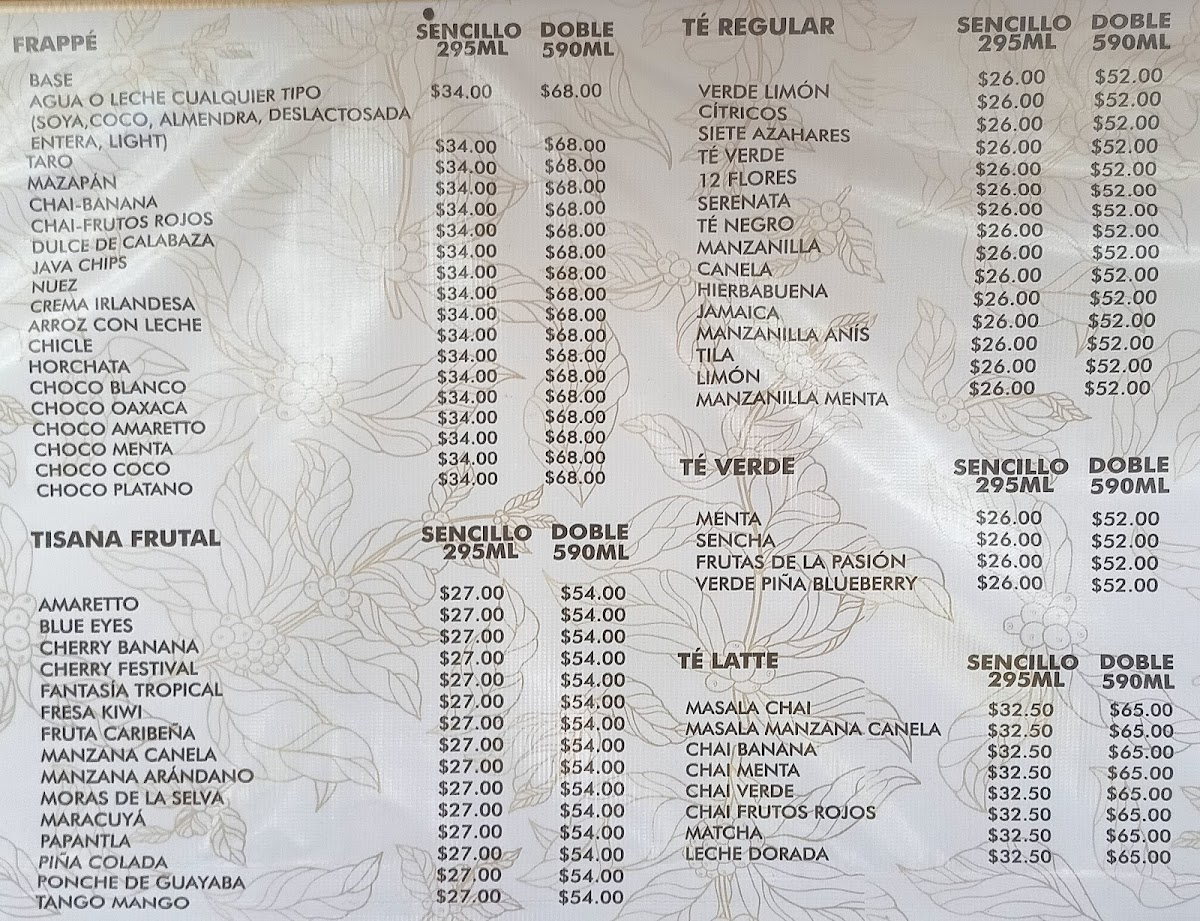 FRAPPÉ SENCILLO 295ML DOBLE 590ML
BASE
AGUA O LECHE CUALQUIER TIPO $34.00 $68.00
(SOYA,COCO, ALMENDRA, DESLACTOSADA
ENTERA, LIGHT)
TARO $34.00 $68.00
MAZAPÁN $34.00 $68.00
CHAI-BANANA $34.00 $68.00
CHAI-FRUTOS ROJOS $34.00 $68.00
DULCE DE CALABAZA $34.00 $68.00
JAVA CHIPS $34.00 $68.00
NUEZ $34.00 $68.00
CREMA IRLANDESA $34.00 $68.00
ARROZ CON LECHE $34.00 $68.00
CHICLE $34.00 $68.00
HORCHATA $34.00 $68.00
CHOCO BLANCO $34.00 $68.00
CHOCO OAXACA $34.00 $68.00
CHOCO AMARETTO $34.00 $68.00
CHOCO MENTA $34.00 $68.00
CHOCO COCO $34.00 $68.00
CHOCO PLATANO $34.00 $68.00
TISANA FRUTAL SENCILLO 295ML DOBLE 590ML
AMARETTO $27.00 $54.00
BLUE EYES $27.00 $54.00
CHERRY BANANA $27.00 $54.00
CHERRY FESTIVAL $27.00 $54.00
FANTASÍA TROPICAL $27.00 $54.00
FRESA KIWI $27.00 $54.00
FRUTA CARIBEÑA $27.00 $54.00
MANZANA CANELA $27.00 $54.00
MANZANA ARÁNDANO $27.00 $54.00
MORAS DE LA SELVA $27.00 $54.00
MARACUYÁ $27.00 $54.00
PAPANTLA $27.00 $54.00
PIÑA COLADA $27.00 $54.00
PONCHE DE GUAYABA $27.00 $54.00
TANGO MANGO $27.00 $54.00
TÉ REGULAR SENCILLO 295ML DOBLE 590ML
VERDE LIMÓN $26.00 $52.00
CÍTRICOS $26.00 $52.00
SIETE AZAHARES $26.00 $52.00
TÉ VERDE $26.00 $52.00
12 FLORES $26.00 $52.00
SERENATA $26.00 $52.00
TÉ NEGRO $26.00 $52.00
MANZANILLA $26.00 $52.00
CANELA $26.00 $52.00
HIERBABUENA $26.00 $52.00
JAMAICA $26.00 $52.00
MANZANILLA ANÍS $26.00 $52.00
TILA $26.00 $52.00
LIMÓN $26.00 $52.00
MANZANILLA MENTA $26.00 $52.00
TÉ VERDE SENCILLO 295ML DOBLE 590ML
MENTA $26.00 $52.00
SENCHA $26.00 $52.00
FRUTAS DE LA PASIÓN $26.00 $52.00
VERDE PIÑA BLUEBERRY $26.00 $52.00
TÉ LATTE SENCILLO 295ML DOBLE 590ML
MASALA CHAI $32.50 $65.00
MASALA MANZANA CANELA $32.50 $65.00
CHAI BANANA $32.50 $65.00
CHAI MENTA $32.50 $65.00
CHAI VERDE $32.50 $65.00
CHAI FRUTOS ROJOS $32.50 $65.00
MATCHA $32.50 $65.00
LECHE DORADA $32.50 $65.00